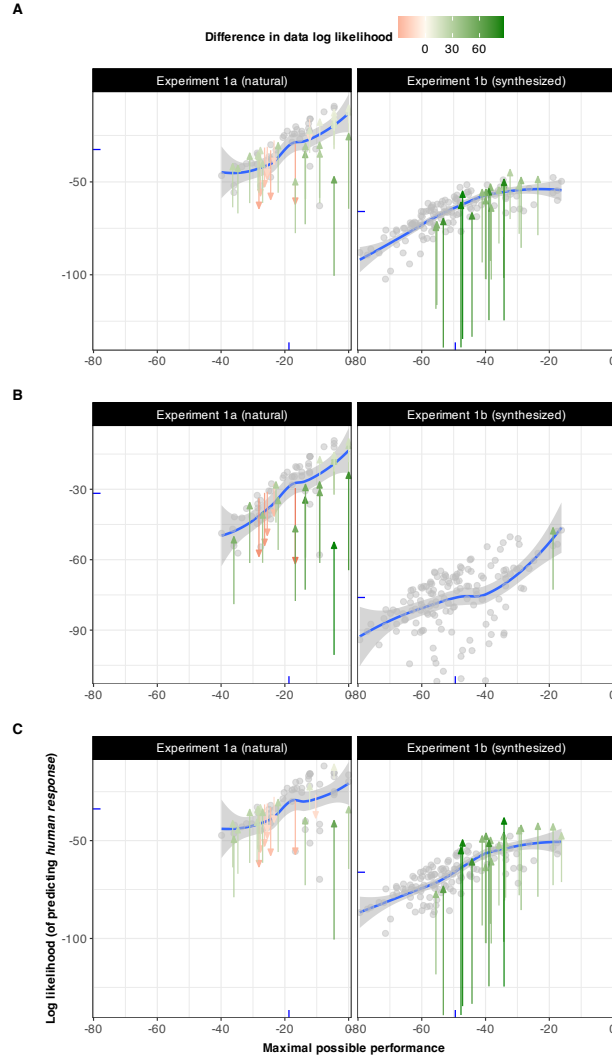 A
Difference in data log likelihood
0 30 60
Experiment 1a (natural) Experiment 1b (synthesized)
-50
-100
-80 -60 -40 -20 0 -80 -60 -40 -20 0
B
Experiment 1a (natural) Experiment 1b (synthesized)
-30
-60
-90
-80 -60 -40 -20 0 -80 -60 -40 -20 0
C
Experiment 1a (natural) Experiment 1b (synthesized)
-50
-100
-80 -60 -40 -20 0 -80 -60 -40 -20 0
Log likelihood (of predicting human response)
Maximal possible performance